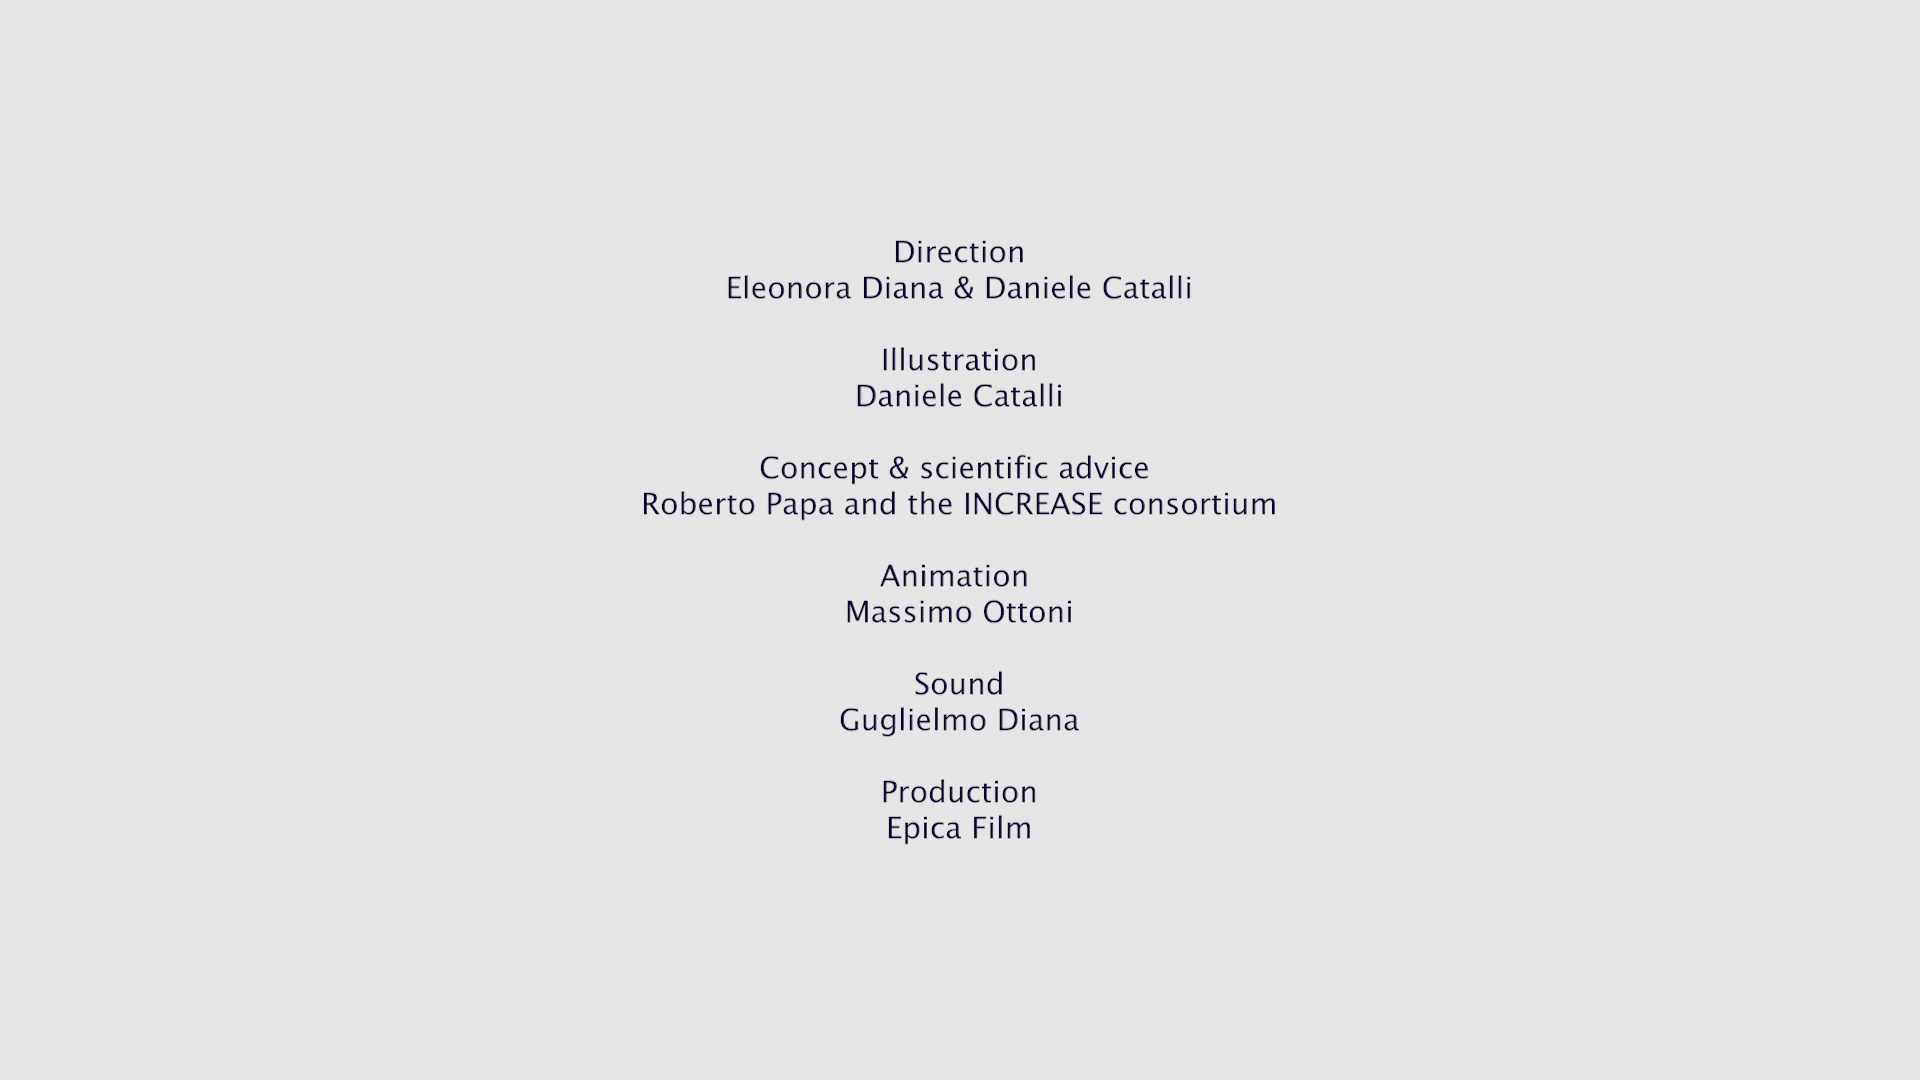 Direction
Eleonora Diana & Daniele Catalli
Illustration
Daniele Catalli
Concept & scientific advice
Roberto Papa and the INCREASE consortium
Animation
Massimo Ottoni
Sound
Guglielmo Diana
Production
Epica Film